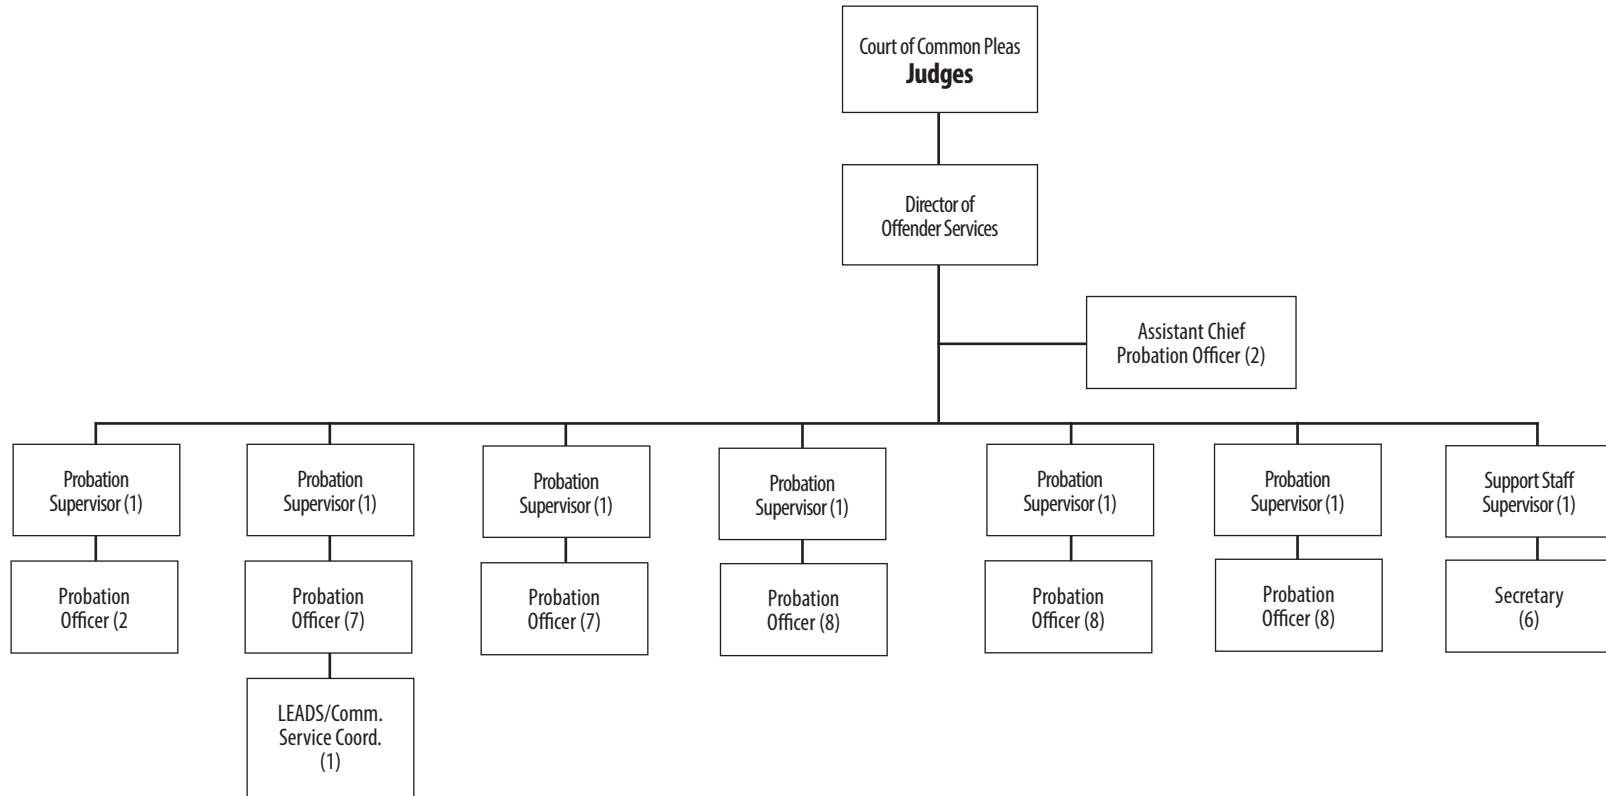 Court of Common Pleas
Judges
Director of
Offender Services
Assistant Chief
Probation Officer (2)
Probation
Supervisor (1)
Probation
Supervisor (1)
Probation
Supervisor (1)
Probation
Supervisor (1)
Probation
Supervisor (1)
Probation
Supervisor (1)
Support Staff
Supervisor (1)
Probation
Officer (2
Probation
Officer (7)
Probation
Officer (7)
Probation
Officer (8)
Probation
Officer (8)
Probation
Officer (8)
Secretary
(6)
LEADS/Comm.
Service Coord.
(1)